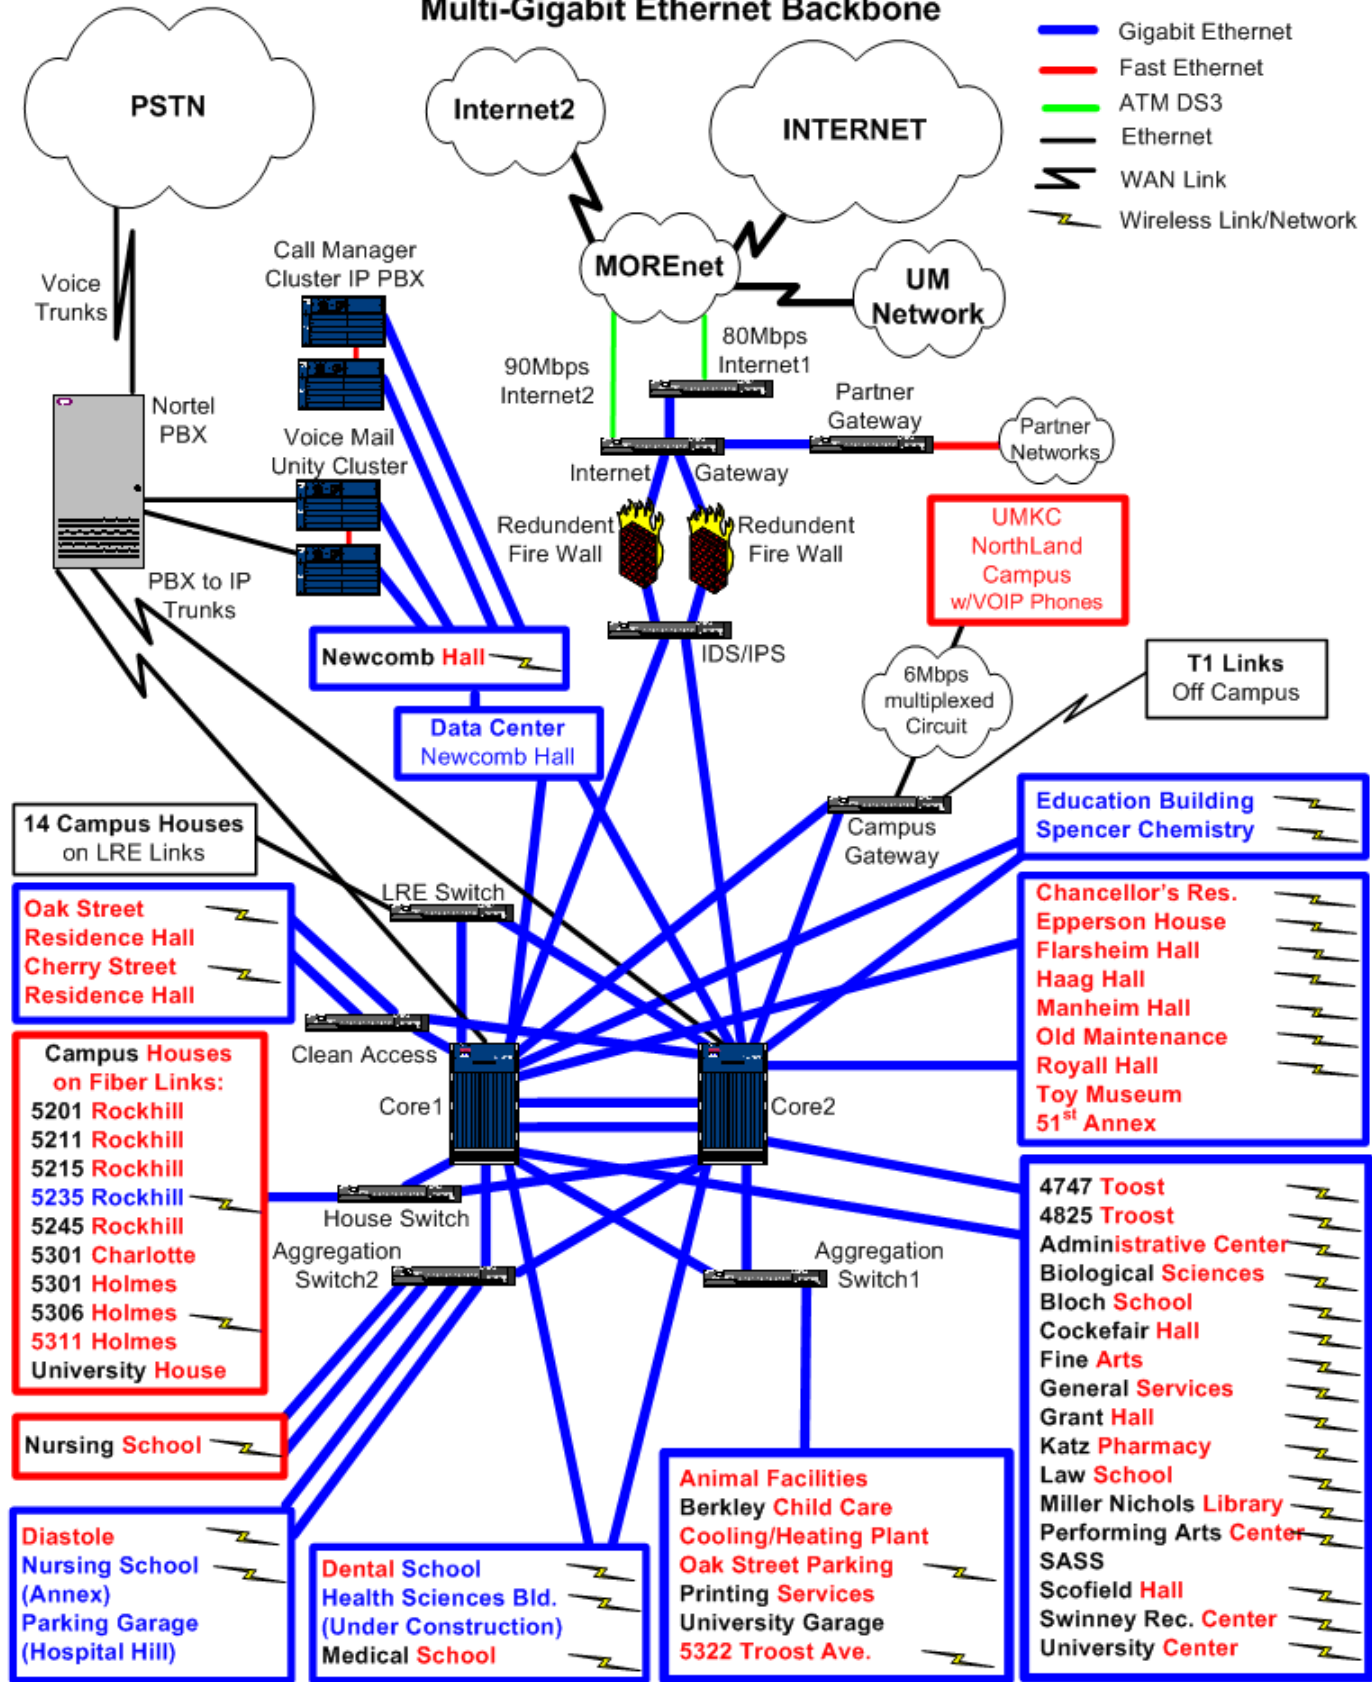 Multi-Gigabit Ethernet Backbone
Gigabit Ethernet
Fast Ethernet
ATM DS3
Ethernet
WAN Link
Wireless Link/Network
PSTN
Internet2
INTERNET
MOREnet
UM
Network
Voice
Trunks
Call Manager
Cluster IP PBX
80Mbps
Internet1
90Mbps
Internet2
Nortel
PBX
Voice Mail
Unity Cluster
Partner
Gateway
Partner
Networks
Internet
Gateway
Redundent
Fire Wall
Redundent
Fire Wall
UMKC
NorthLand
Campus
w/VOIP Phones
PBX to IP
Trunks
IDS/IPS
Newcomb Hall
6Mbps
multiplexed
Circuit
T1 Links
Off Campus
Data Center
Newcomb Hall
14 Campus Houses
on LRE Links
Campus
Gateway
Education Building
Spencer Chemistry
LRE Switch
Oak Street
Residence Hall
Cherry Street
Residence Hall
Chancellor's Res.
Epperson House
Flarsheim Hall
Haag Hall
Manheim Hall
Old Maintenance
Royall Hall
Toy Museum
51st Annex
Clean Access
Core1
Core2
Campus Houses
on Fiber Links:
5201 Rockhill
5211 Rockhill
5215 Rockhill
5235 Rockhill
5245 Rockhill
5301 Charlotte
5301 Holmes
5306 Holmes
5311 Holmes
University House
House Switch
Aggregation
Switch2
Aggregation
Switch1
4747 Toost
4825 Troost
Administrative Center
Biological Sciences
Bloch School
Cockefair Hall
Fine Arts
General Services
Grant Hall
Katz Pharmacy
Law School
Miller Nichols Library
Performing Arts Center
SASS
Scofield Hall
Swinney Rec. Center
University Center
Nursing School
Diastole
Nursing School
(Annex)
Parking Garage
(Hospital Hill)
Dental School
Health Sciences Bld.
(Under Construction)
Medical School
Animal Facilities
Berkley Child Care
Cooling/Heating Plant
Oak Street Parking
Printing Services
University Garage
5322 Troost Ave.